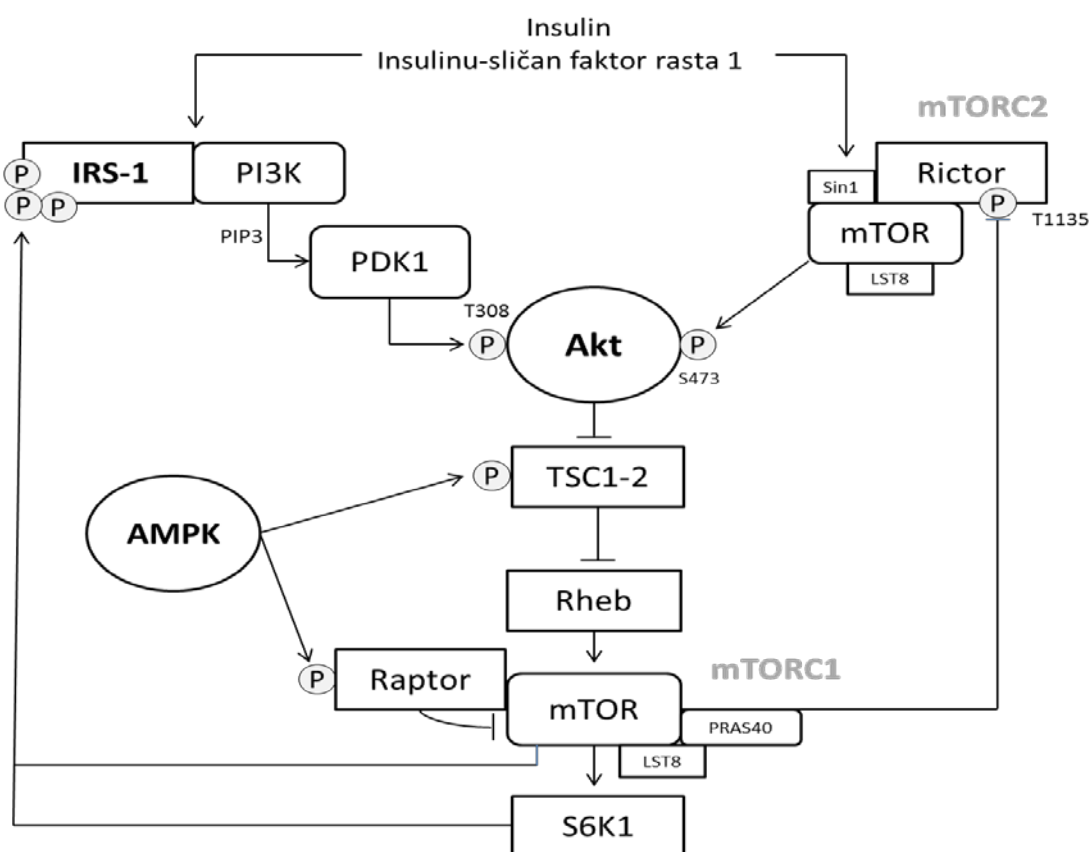 Insulin
Insulinu-sličan faktor rasta 1
mTORC2
P
IRS-1
PI3K
Rictor
Sin1
P
P
P
T1135
PIP3
mTOR
PDK1
LST8
T308
P
Akt
P
S473
P
TSC1-2
AMPK
Rheb
mTORC1
P
Raptor
mTOR
PRAS40
LST8
S6K1